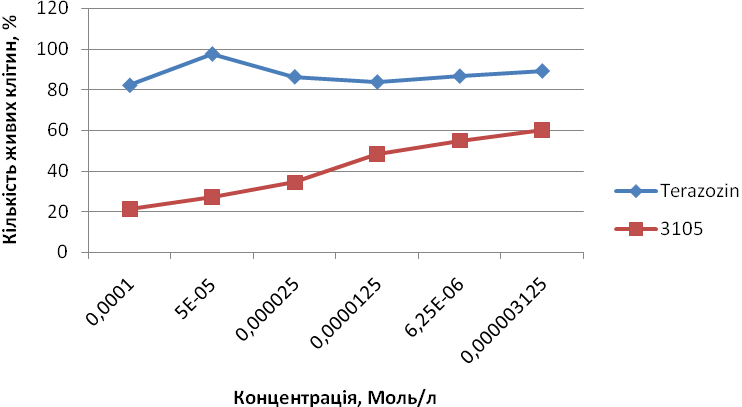 Кількість живих клітин, %
120
100
80
60
40
20
0
0,0001
5E-05
0,000025
0,0000125
6,25E-06
0,000003125
Концентрація, Моль/л
Terazozin
3105